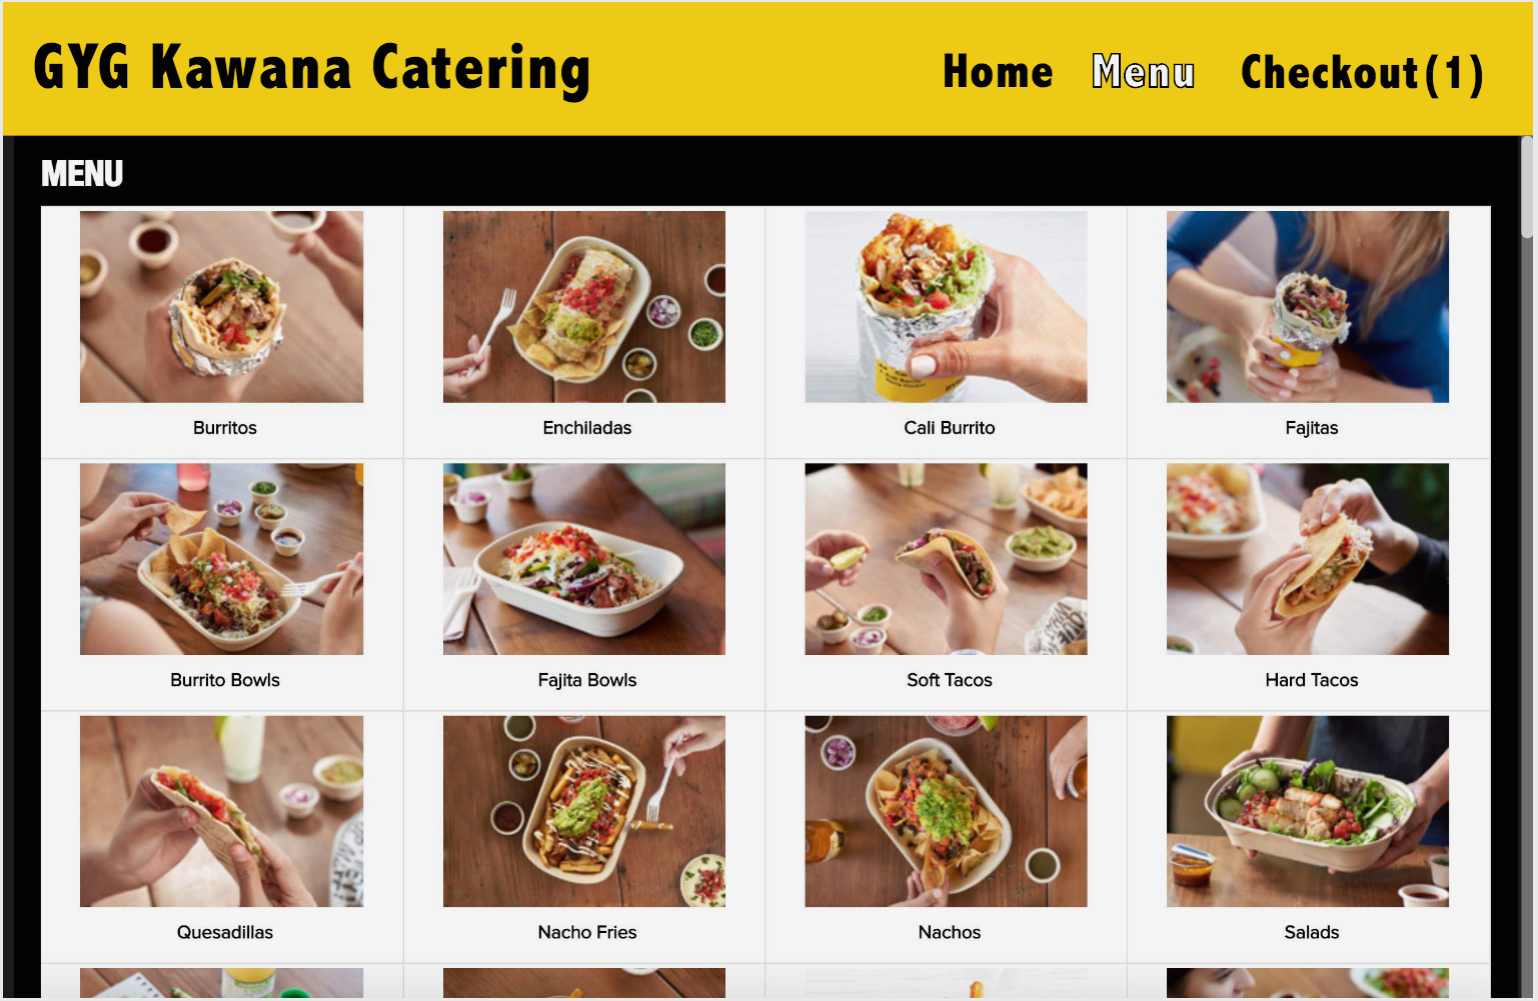 GYG Kawana Catering
Home Menu Checkout(1)
MENU
Burritos
Enchiladas
Cali Burrito
Fajitas
Burrito Bowls
Fajita Bowls
Soft Tacos
Hard Tacos
Quesadillas
Nacho Fries
Nachos
Salads